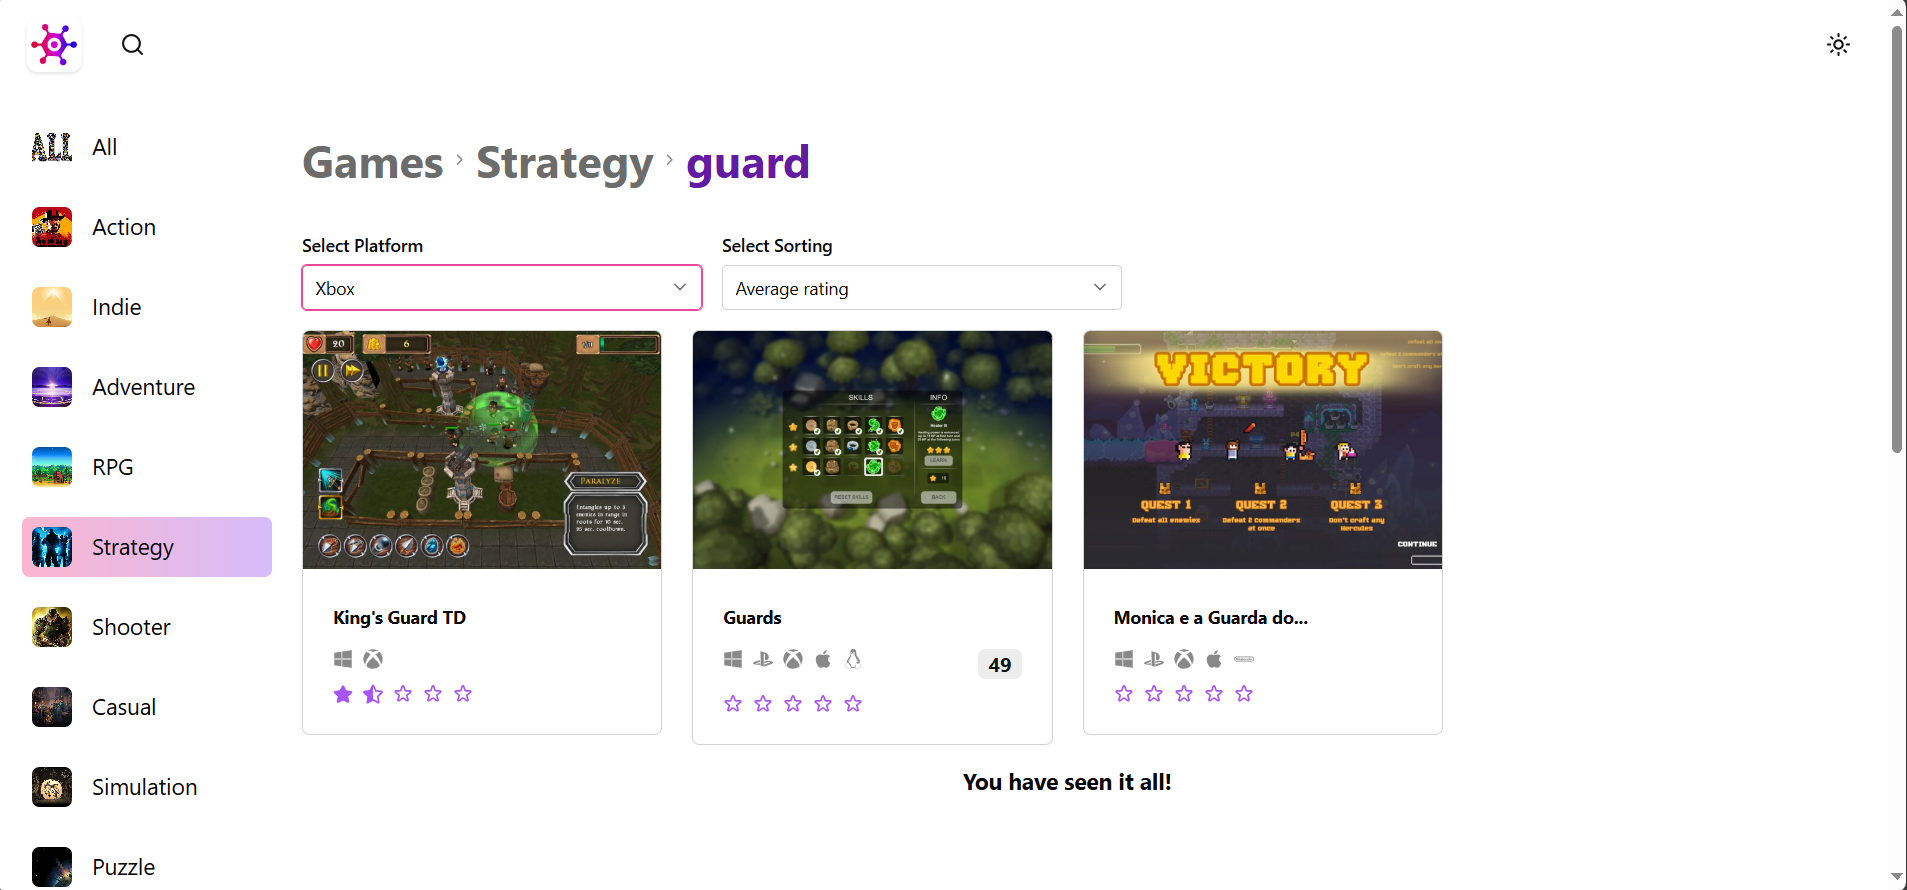 ALL All
Games > Strategy > guard
Action
Select Platform
Select Sorting
Xbox
Average rating
Indie
Adventure
RPG
Strategy
Shooter
Casual
Simulation
Puzzle
20
6
PARALYZE
Entangles up to 3
enemies in range in
roots for 10 sec.
25 sec. cooldown.
King's Guard TD
SKILLS
INFO
LEARN
RESET SKILLS
BACK
Guards
49
VICTORY
QUEST 1
QUEST 2
QUEST 3
Defeat all enemies
Defeat 2 Commanders
at once
Don't craft any
Hercules
CONTINUE
Monica e a Guarda do...
You have seen it all!